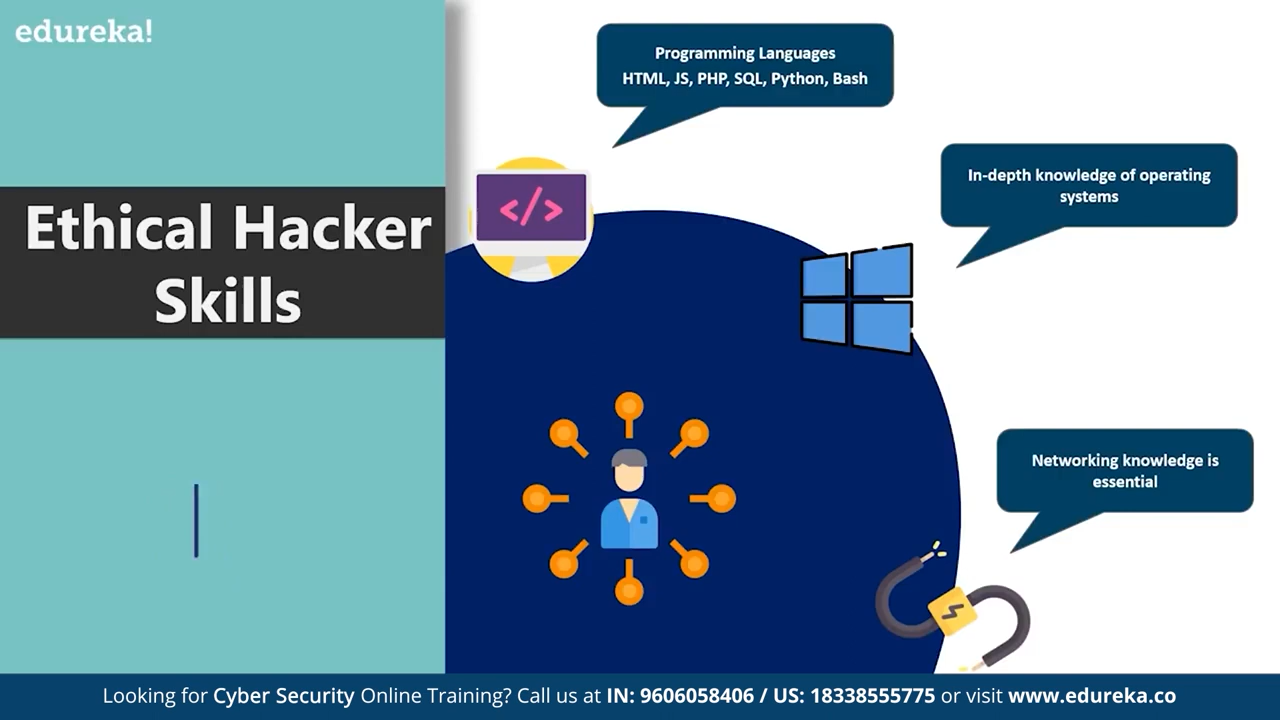 edureka!
Ethical Hacker
Skills
Programming Languages
HTML, JS, PHP, SQL, Python, Bash
</>
In-depth knowledge of operating
systems
Networking knowledge is
essential
Looking for Cyber Security Online Training? Call us at IN: 9606058406 / US: 18338555775 or visit www.edureka.co